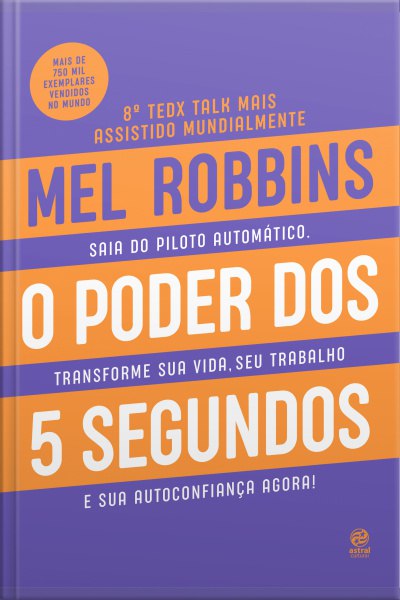 MAIS DE
750 MIL
EXEMPLARES
VENDIDOS
NO MUNDO
8º TEDX TALK MAIS
ASSISTIDO MUNDIALMENTE
MEL ROBBINS
SAIA DO PILOTO AUTOMÁTICO.
O PODER DOS
TRANSFORME SUA VIDA, SEU TRABALHO
5 SEGUNDOS
E SUA AUTOCONFIANÇA AGORA!
astral
cultural